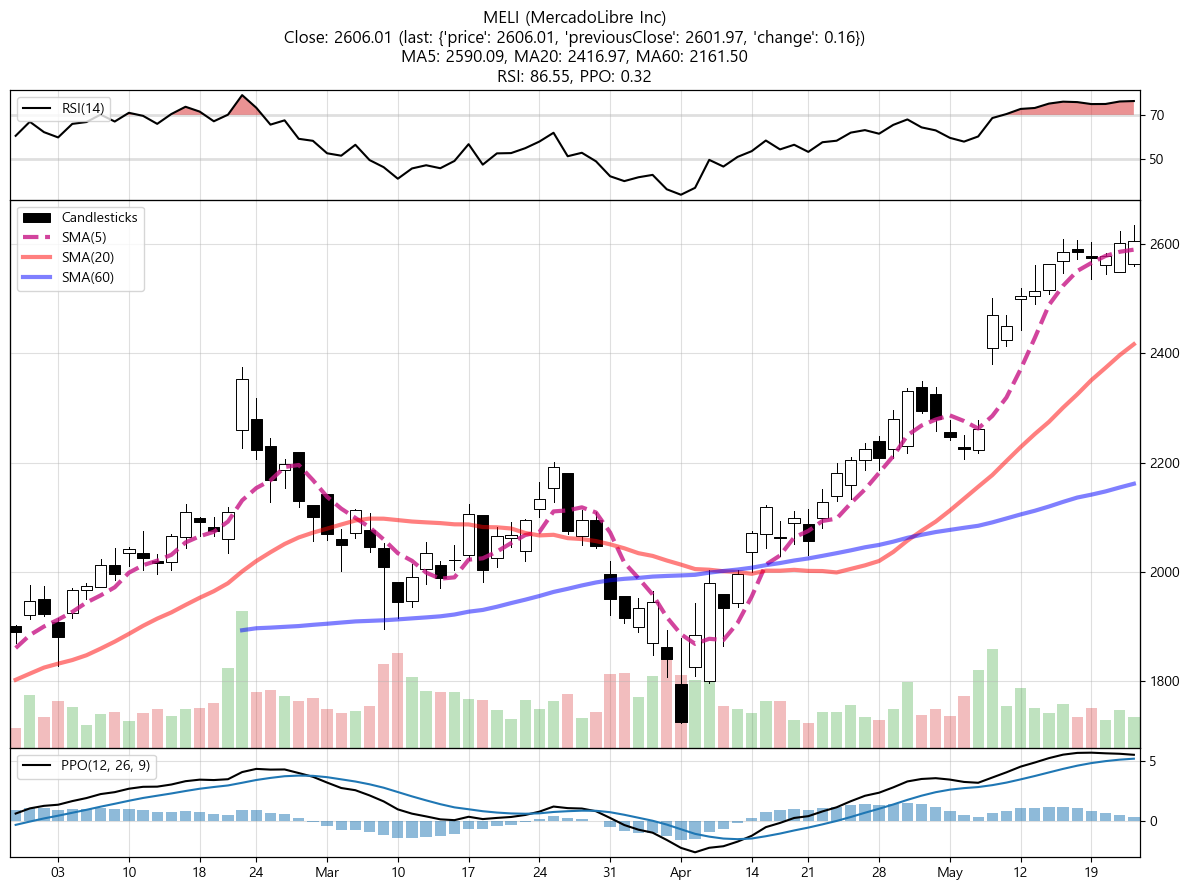 MELI (MercadoLibre Inc)
Close: 2606.01 (last: {'price': 2606.01, 'previousClose': 2601.97, 'change': 0.16})
MA5: 2590.09, MA20: 2416.97, MA60: 2161.50
RSI: 86.55, PPO: 0.32
RSI(14)
70
50
Candlesticks
SMA(5)
SMA(20)
SMA(60)
2600
2400
2200
2000
1800
PPO(12, 26, 9)
5
0
03 10 18 24 Mar 10 17 24 31 Apr 14 21 28 May 12 19